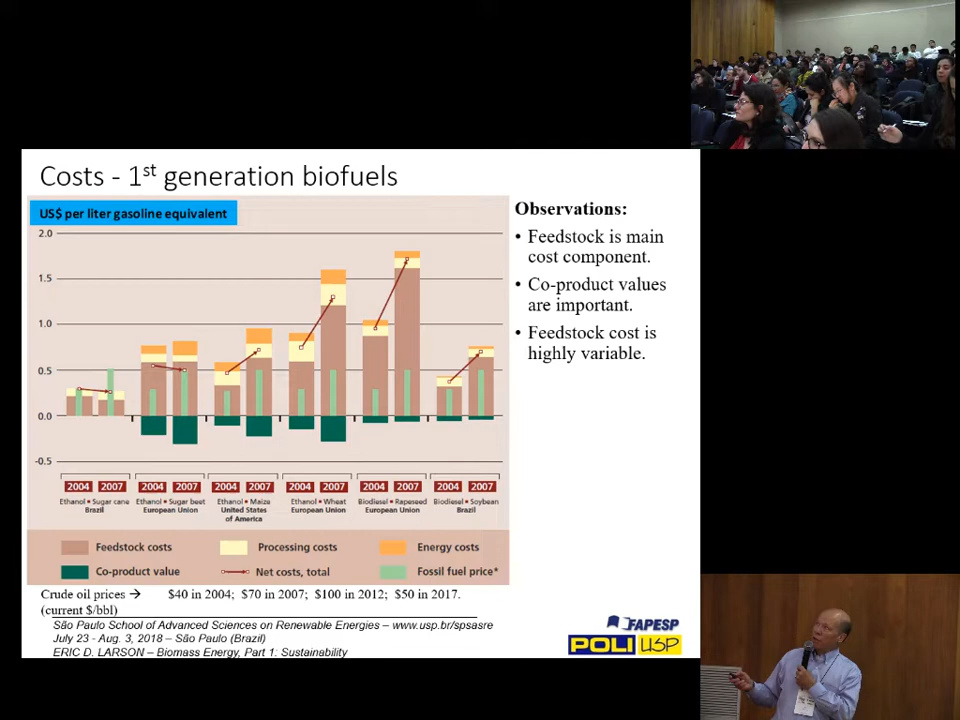 Costs - 1st generation biofuels
US$ per liter gasoline equivalent
2.0
1.5
1.0
0.5
0.0
-0.5
2004 2007 2004 2007 2004 2007 2004 2007 2004 2007 2004 2007
Ethanol • Sugar cane Ethanol • Sugar beet Ethanol • Maize Ethanol • Wheat Biodiesel • Rapeseed Biodiesel • Soybean
Brazil European Union United States European Union European Union Brazil
of America
Feedstock costs Processing costs Energy costs
Co-product value Net costs, total Fossil fuel price*
Observations:
• Feedstock is main
cost component.
• Co-product values
are important.
• Feedstock cost is
highly variable.
Crude oil prices → $40 in 2004; $70 in 2007; $100 in 2012; $50 in 2017.
(current $/bbl)
São Paulo School of Advanced Sciences on Renewable Energies – www.usp.br/spsasre
July 23 - Aug. 3, 2018 – São Paulo (Brazil)
ERIC D. LARSON – Biomass Energy, Part 1: Sustainability
FAPESP
POLI USP